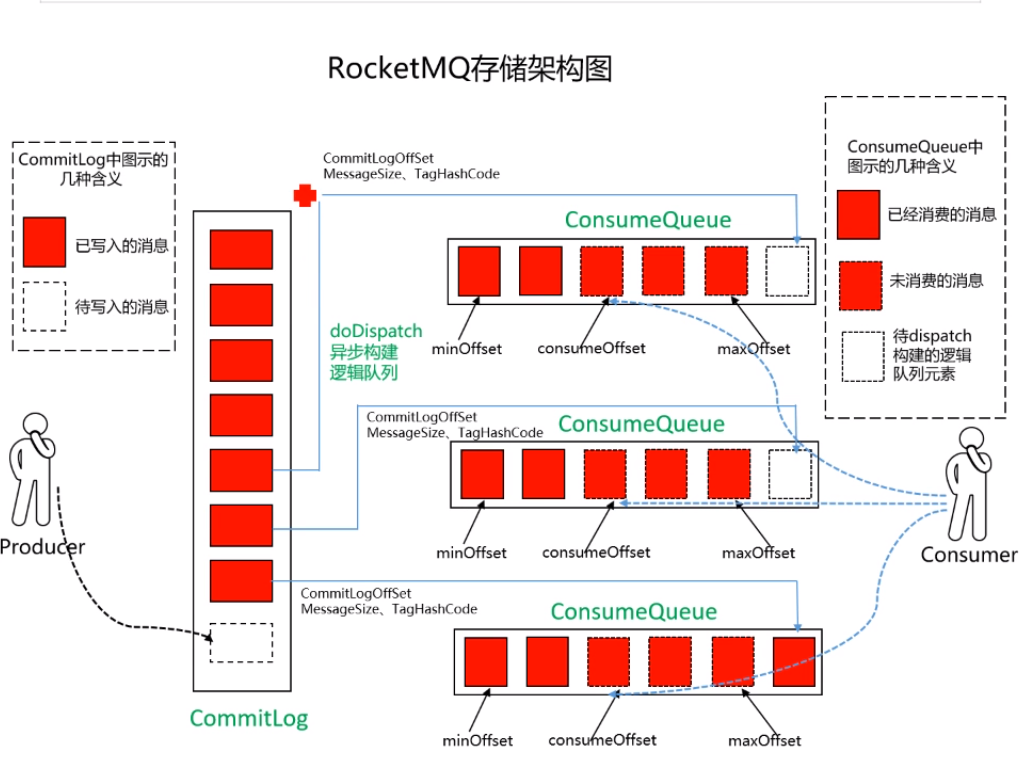 RocketMQ存储架构图
CommitLog中图示的
几种含义
已写入的消息
待写入的消息
CommitLogOffSet
MessageSize、TagHashCode
ConsumeQueue
ConsumeQueue中
图示的几种含义
已经消费的消息
未消费的消息
待dispatch
构建的逻辑
队列元素
doDispatch
异步构建
逻辑队列
minOffset
consumeOffset
maxOffset
CommitLogOffSet
MessageSize、TagHashCode
ConsumeQueue
minOffset
consumeOffset
maxOffset
Producer
Consumer
CommitLogOffSet
MessageSize、TagHashCode
ConsumeQueue
minOffset
consumeOffset
maxOffset
CommitLog